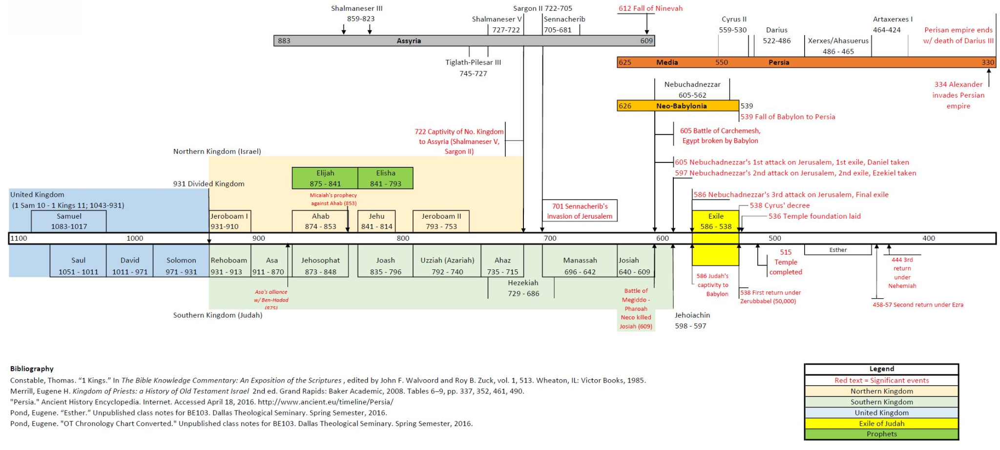 Shalmaneser III
859-823
Sargon II 722-705
Shalmaneser V
727-722
Sennacherib
705-681
612 Fall of Ninevah
Cyrus II
559-530
Darius
522-486
Xerxes/Ahasuerus
486 - 465
Artaxerxes I
464-424
Perisan empire ends
w/ death of Darius III
883
Assyria
609
Tiglath-Pilesar III
745-727
625
Media
550
Persia
330
334 Alexander
invades Persian
empire
Nebuchadnezzar
605-562
626
Neo-Babylonia
539
539 Fall of Babylon to Persia
722 Captivity of No. Kingdom
to Assyria (Shalmaneser V,
Sargon II)
605 Battle of Carchemesh,
Egypt broken by Babylon
605 Nebuchadnezzar's 1st attack on Jerusalem, 1st exile, Daniel taken
597 Nebuchadnezzar's 2nd attack on Jerusalem, 2nd exile, Ezekiel taken
586 Nebuchadnezzar's 3rd attack on Jerusalem, Final exile
538 Cyrus' decree
536 Temple foundation laid
Northern Kingdom (Israel)
931 Divided Kingdom
Elijah
875 - 841
Elisha
841 - 793
Micaiah's prophecy
against Ahab (853)
United Kingdom
(1 Sam 10 - 1 Kings 11; 1043-931)
Samuel
1083-1017
Jeroboam I
931-910
Ahab
874 - 853
Jehu
841 - 814
Jeroboam II
793 - 753
701 Sennacherib's
invasion of Jerusalem
Exile
586 - 538
1100
1000
900
800
700
600
500
400
Saul
1051 - 1011
David
1011 - 971
Solomon
971 - 931
Rehoboam
931 - 913
Asa
911 - 870
Jehosophat
873 - 848
Joash
835 - 796
Uzziah (Azariah)
792 - 740
Ahaz
735 - 715
Hezekiah
729 - 686
Manassah
696 - 642
Josiah
640 - 609
Asa's alliance
w/ Ben-Hadad
(875)
Battle of
Megiddo -
Pharoah
Neco killed
Josiah (609)
Jehoiachin
598 - 597
586 Judah's
captivity to
Babylon
538 First return under
Zerubbabel (50,000)
515
Temple
completed
Esther
444 3rd
return
under
Nehemiah
458-57 Second return under Ezra
Southern Kingdom (Judah)
Bibliography
Constable, Thomas. “1 Kings.” In The Bible Knowledge Commentary: An Exposition of the Scriptures , edited by John F. Walvoord and Roy B. Zuck, vol. 1, 513. Wheaton, IL: Victor Books, 1985.
Merrill, Eugene H. Kingdom of Priests: a History of Old Testament Israel 2nd ed. Grand Rapids: Baker Academic, 2008. Tables 6–9, pp. 337, 352, 461, 490.
"Persia." Ancient History Encyclopedia. Internet. Accessed April 18, 2016. http://www.ancient.eu/timeline/Persia/
Pond, Eugene. “Esther.” Unpublished class notes for BE103. Dallas Theological Seminary. Spring Semester, 2016.
Pond, Eugene. "OT Chronology Chart Converted." Unpublished class notes for BE103. Dallas Theological Seminary. Spring Semester, 2016.
Legend
Red text = Significant events
Northern Kingdom
Southern Kingdom
United Kingdom
Exile of Judah
Prophets